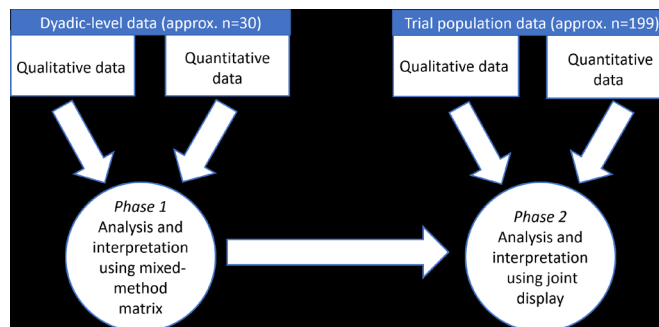 Dyadic-level data (approx. n=30)
Trial population data (approx. n=199)
Qualitative data
Quantitative
data
Qualitative data
Quantitative
data
Phase 1
Analysis and
interpretation
using mixed-
method
matrix
Phase 2
Analysis and
interpretation
using joint
display